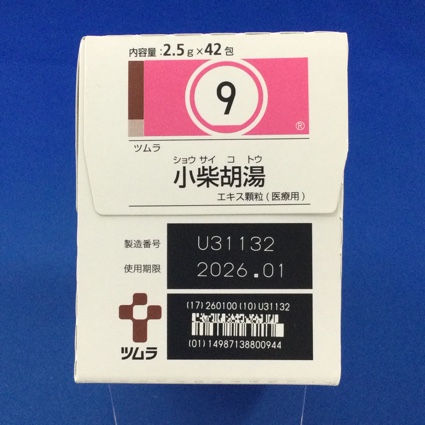 内容量:2.5g×42包
9
®
ツムラ
ショウ サイ コ トウ
小柴胡湯
エキス顆粒(医療用)
製造番号 U31132
使用期限 2026.01
(17)260100(10)U31132
(01)14987138800944
ツムラ